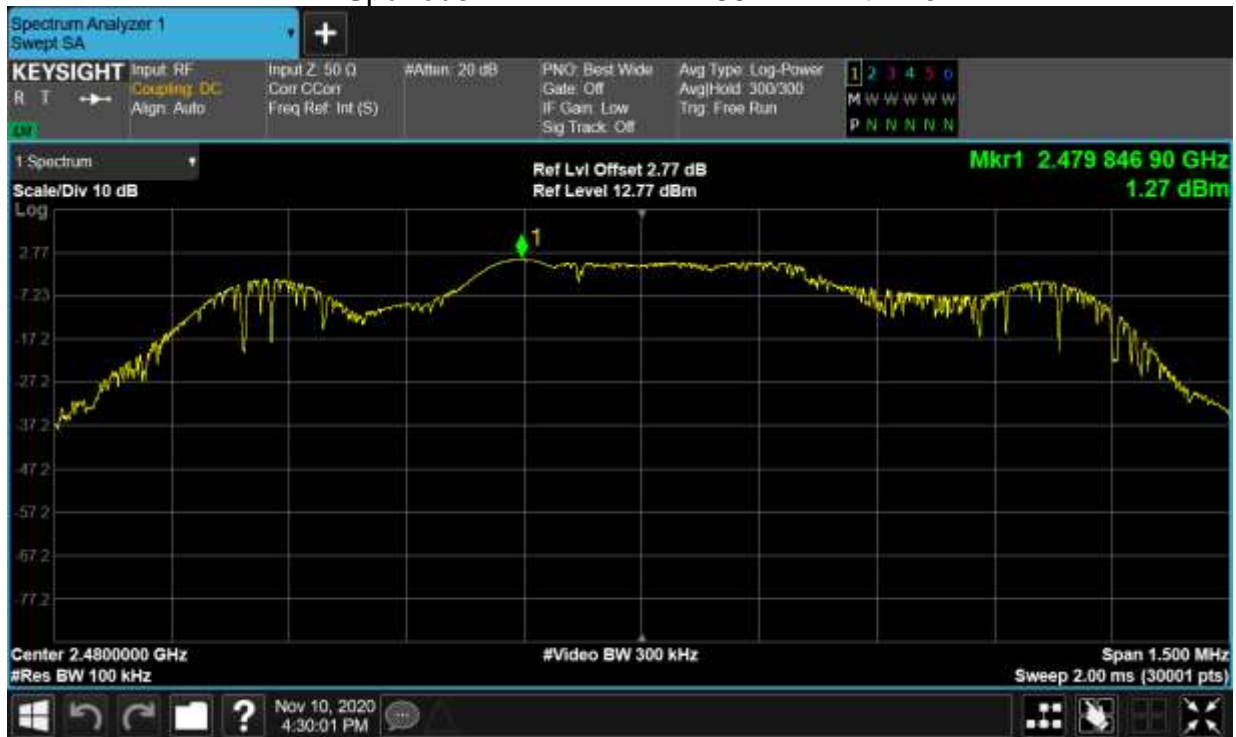 Spectrum Analyzer 1
Swept SA
+
KEYSIGHT
R T
Input: RF
Coupling: DC
Align: Auto
Input Z: 50 Ω
Corr CCorr
Freq Ref: Int (S)
#Atten: 20 dB
PNO: Best Wide
Gate: Off
IF Gain: Low
Sig Track: Off
Avg Type: Log-Power
Avg|Hold: 300/300
Trig: Free Run
1 2 3 4 5 6
M W W W W W
P N N N N N
1 Spectrum
Scale/Div 10 dB
Log
Ref Lvl Offset 2.77 dB
Ref Level 12.77 dBm
Mkr1 2.479 846 90 GHz
1.27 dBm
1
2.77
-7.23
-17.2
-27.2
-37.2
-47.2
-57.2
-67.2
-77.2
Center 2.4800000 GHz
#Res BW 100 kHz
#Video BW 300 kHz
Span 1.500 MHz
Sweep 2.00 ms (30001 pts)
?
Nov 10, 2020
4:30:01 PM